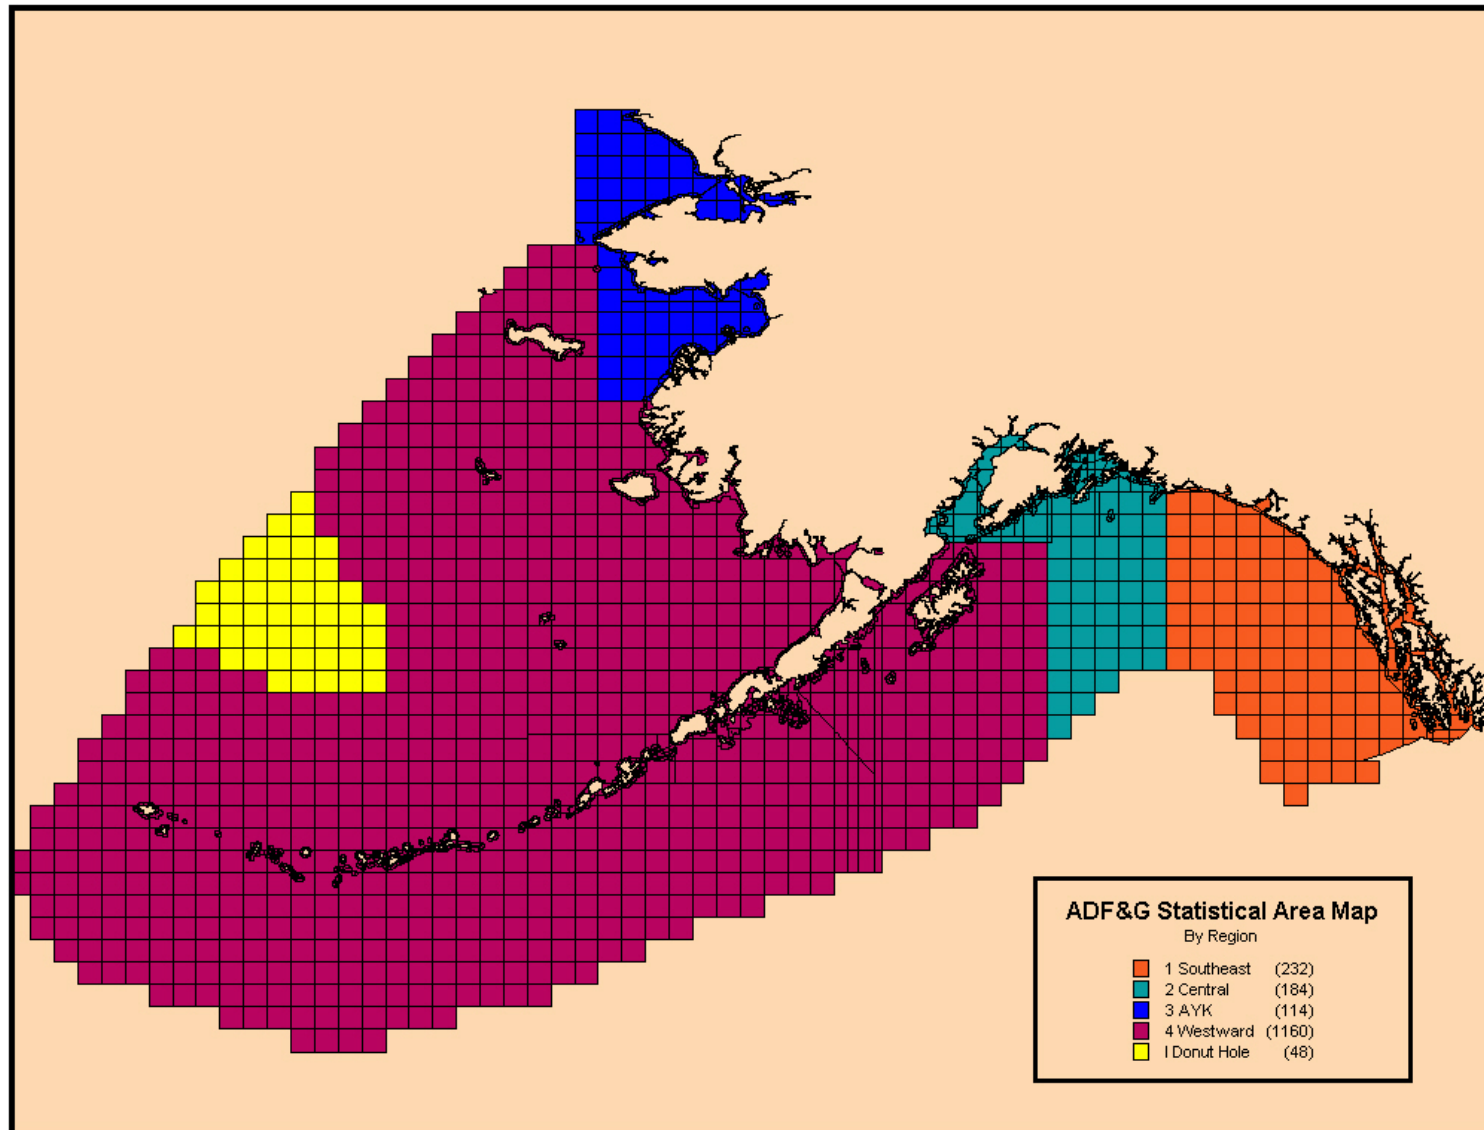 ADF&G Statistical Area Map
By Region
1 Southeast (232)
2 Central (184)
3 AYK (114)
4 Westward (1160)
I Donut Hole (48)